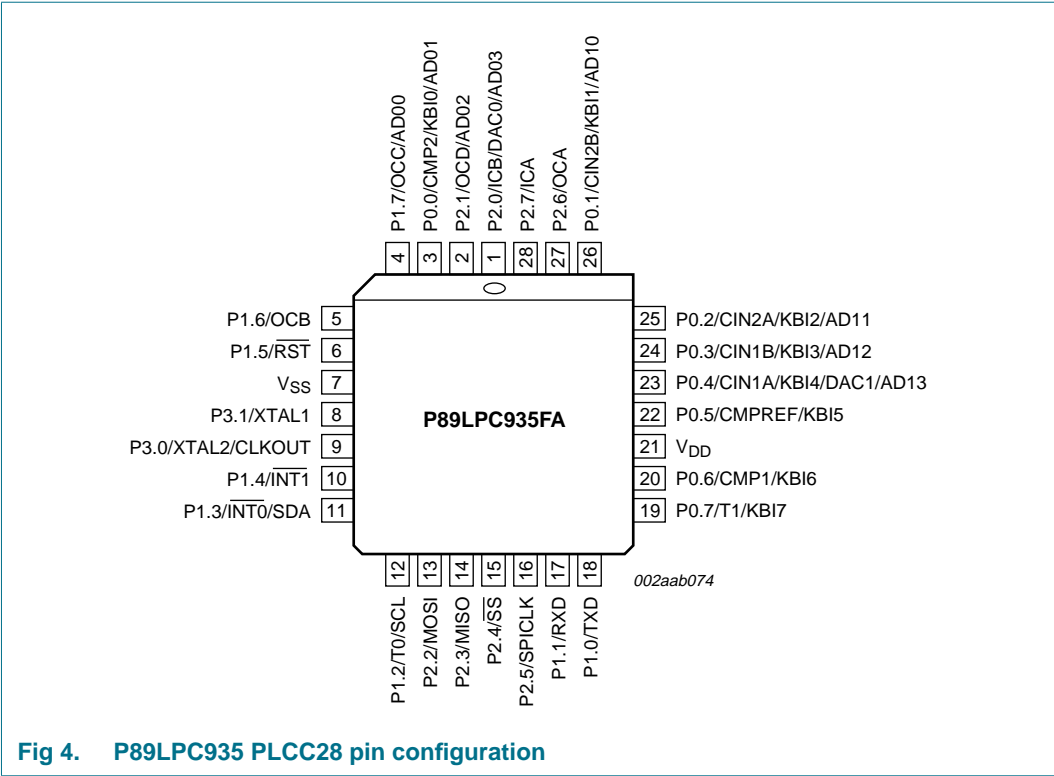 P1.7/OCC/AD00
P0.0/CMP2/KBI0/AD01
P2.1/OCD/AD02
P2.0/ICB/DAC0/AD03
P2.7/ICA
P2.6/OCA
P0.1/CIN2B/KBI1/AD10
4
3
2
1
28
27
26
P1.6/OCB 5
P1.5/RST 6
VSS 7
P3.1/XTAL1 8
P3.0/XTAL2/CLKOUT 9
P1.4/INT1 10
P1.3/INT0/SDA 11
P89LPC935FA
25 P0.2/CIN2A/KBI2/AD11
24 P0.3/CIN1B/KBI3/AD12
23 P0.4/CIN1A/KBI4/DAC1/AD13
22 P0.5/CMPREF/KBI5
21 VDD
20 P0.6/CMP1/KBI6
19 P0.7/T1/KBI7
12
13
14
15
16
17
18
P1.2/T0/SCL
P2.2/MOSI
P2.3/MISO
P2.4/SS
P2.5/SPICLK
P1.1/RXD
P1.0/TXD
002aab074
Fig 4. P89LPC935 PLCC28 pin configuration